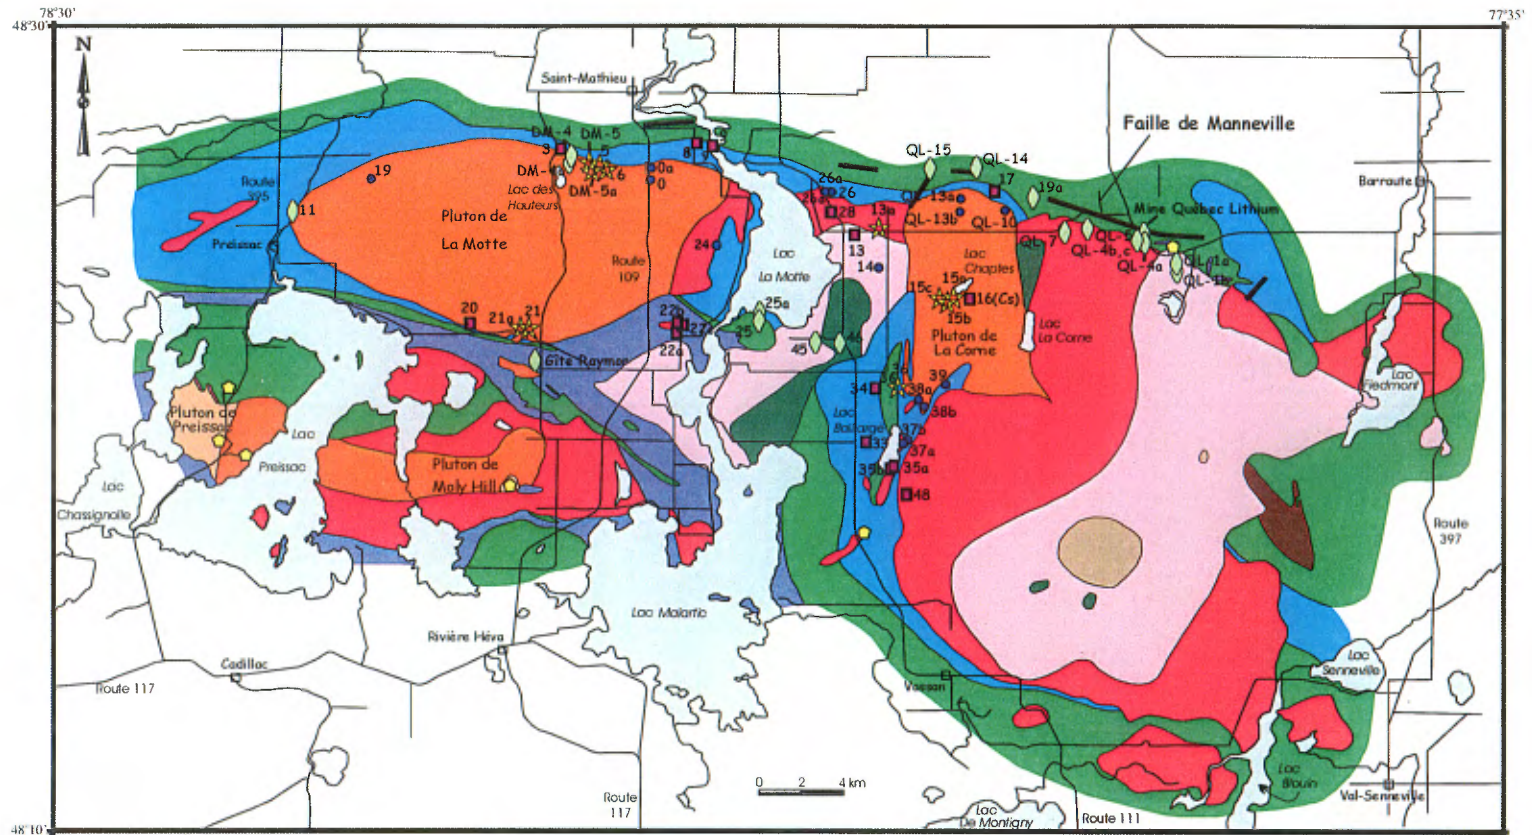 78°30'
77°35'
48°30'
N
Saint-Mathieu
Faille de Manneville
DM-4
DM-5
3
5
8
9
QL-15
QL-14
19
DM-5a
6
0a
0
Lac des
Hauteurs
Route
395
11
Pluton de
La Motte
Preissac
26a
26
28
13a
QL-13a
QL-13b
17
QL-10
19a
Barraute
Mine Québec Lithium
QL-7
QL-4b,c
QL-4a
QL-1a
QL-1b
24
Route
109
Lac
La Motte
13
14
Lac
Chaptes
15a
15c
15b
16(Cs)
Pluton de
La Corne
Lac
La Corne
20
21a
21
25a
25
22a
45
46
Gîte Raymor
34
36
39
38a
38b
Lac
Fiedmont
Pluton de
Preissac
Lac
Preissac
Lac
Baillargé
37b
33
37a
35b
35a
48
Pluton de
Moly Hill
Lac
Chassignolle
Route
397
Lac Malartic
Rivière Héva
Cadillac
Route 117
Vassan
Lac
Senneville
Lac
Blouin
Val-Senneville
0 2 4 km
Route
117
Lac
De Montigny
Route 111
48°10'